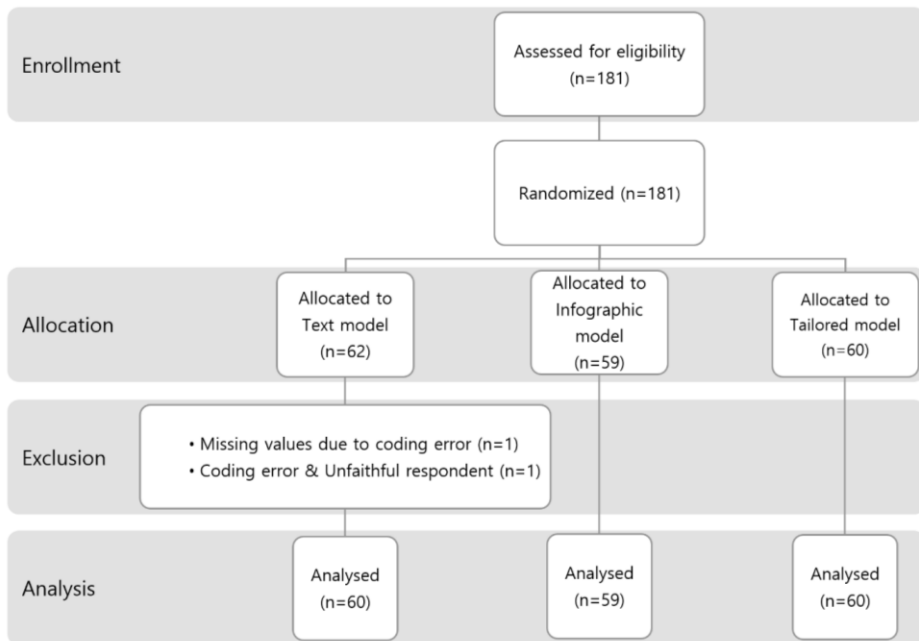 Enrollment
Assessed for eligibility
(n=181)
Randomized (n=181)
Allocation
Allocated to
Text model
(n=62)
Allocated to
Infographic
model
(n=59)
Allocated to
Tailored model
(n=60)
Exclusion
• Missing values due to coding error (n=1)
• Coding error & Unfaithful respondent (n=1)
Analysis
Analysed
(n=60)
Analysed
(n=59)
Analysed
(n=60)